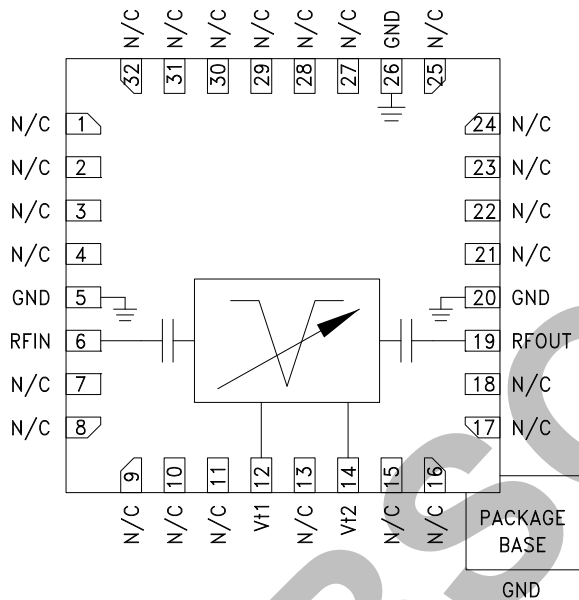 N/C N/C N/C N/C N/C N/C GND N/C
32 31 30 29 28 27 26 25
N/C 1
N/C 2
N/C 3
N/C 4
GND 5
RFIN 6
N/C 7
N/C 8
24 N/C
23 N/C
22 N/C
21 N/C
20 GND
19 RFOUT
18 N/C
17 N/C
9 10 11 12 13 14 15 16
N/C N/C N/C Vt1 N/C Vt2 N/C N/C
PACKAGE
BASE
GND